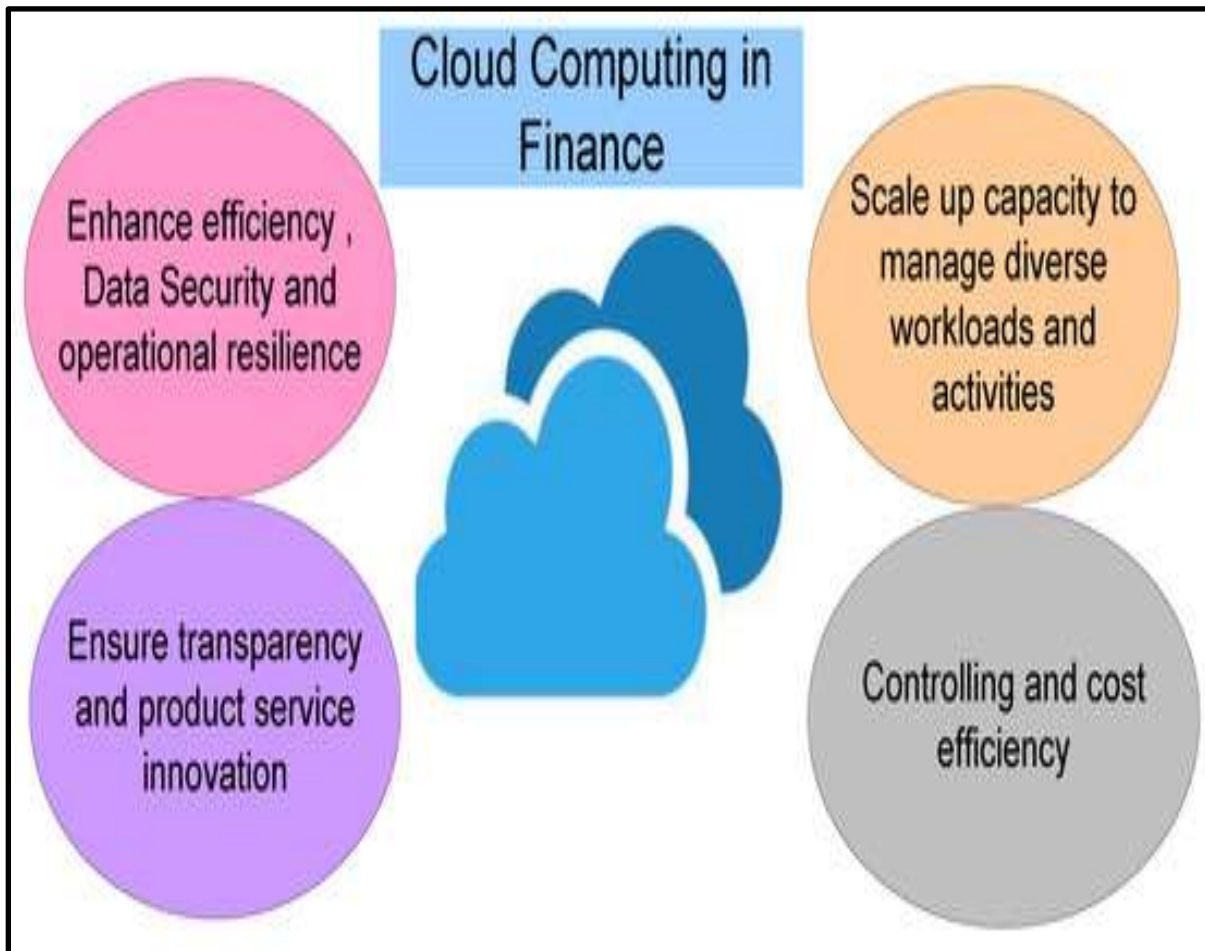 Cloud Computing in
Finance
Enhance efficiency ,
Data Security and
operational resilience
Scale up capacity to
manage diverse
workloads and
activities
Ensure transparency
and product service
innovation
Controlling and cost
efficiency